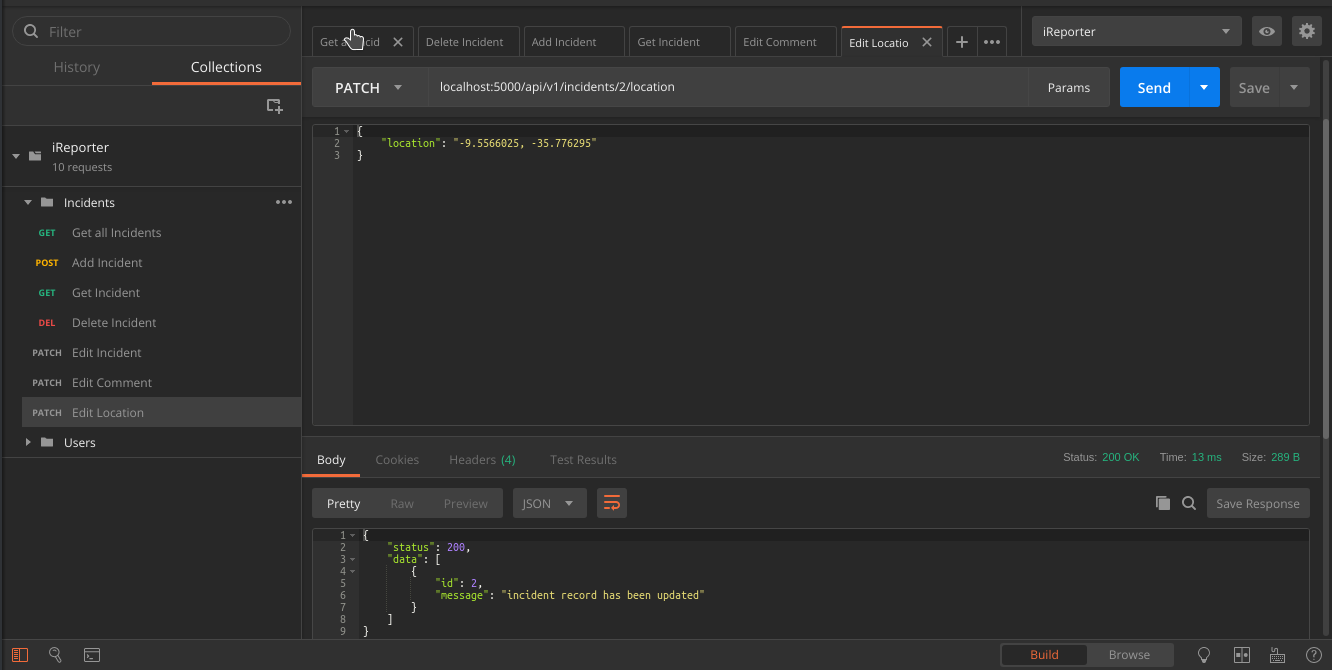 Filter
History
Collections
iReporter
10 requests
Incidents
GET Get all Incidents
POST Add Incident
GET Get Incident
DEL Delete Incident
PATCH Edit Incident
PATCH Edit Comment
PATCH Edit Location
Users
Get a cid
Delete Incident
Add Incident
Get Incident
Edit Comment
Edit Locatio
iReporter
PATCH
localhost:5000/api/v1/incidents/2/location
Params
Send
Save
1 {
2 "location": "-9.5566025, -35.776295"
3 }
Body
Cookies
Headers (4)
Test Results
Status: 200 OK
Time: 13 ms
Size: 289 B
Pretty
Raw
Preview
JSON
Save Response
1 {
2 "status": 200,
3 "data": [
4 {
5 "id": 2,
6 "message": "incident record has been updated"
7 }
8 ]
9 }
Build
Browse